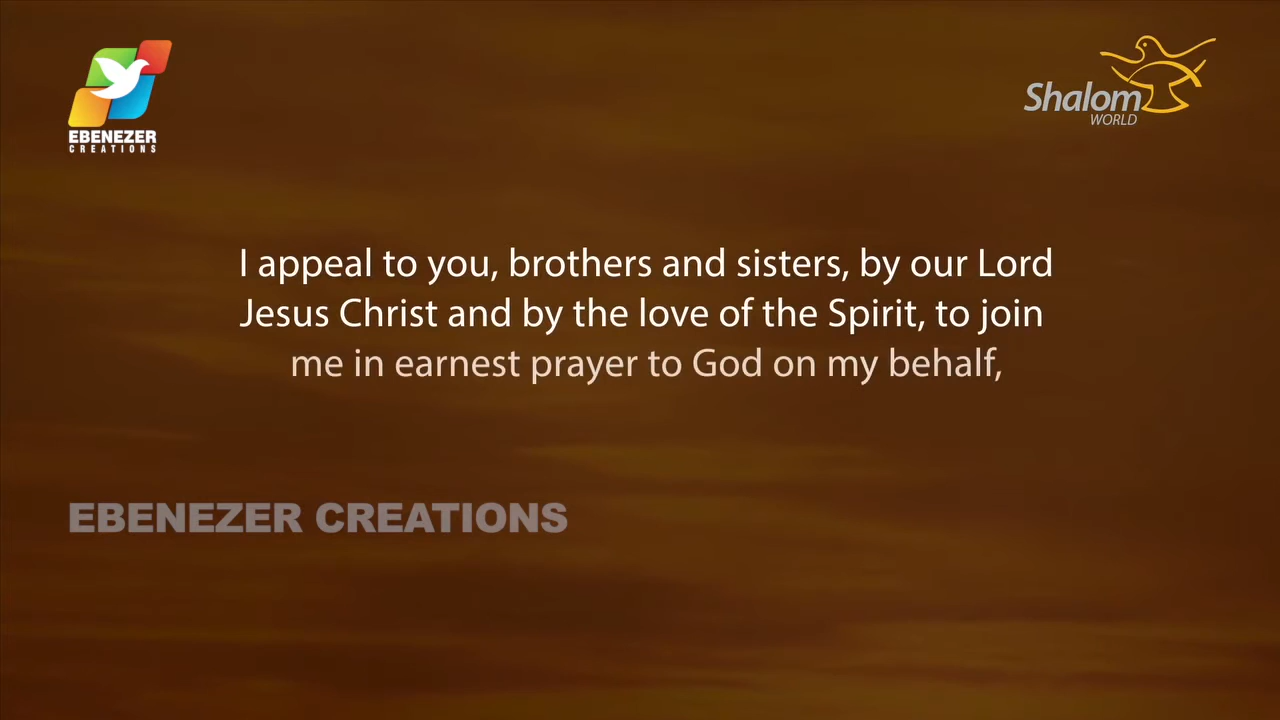 EBENEZER
CREATIONS
Shalom
WORLD
I appeal to you, brothers and sisters, by our Lord
Jesus Christ and by the love of the Spirit, to join
me in earnest prayer to God on my behalf,
EBENEZER CREATIONS